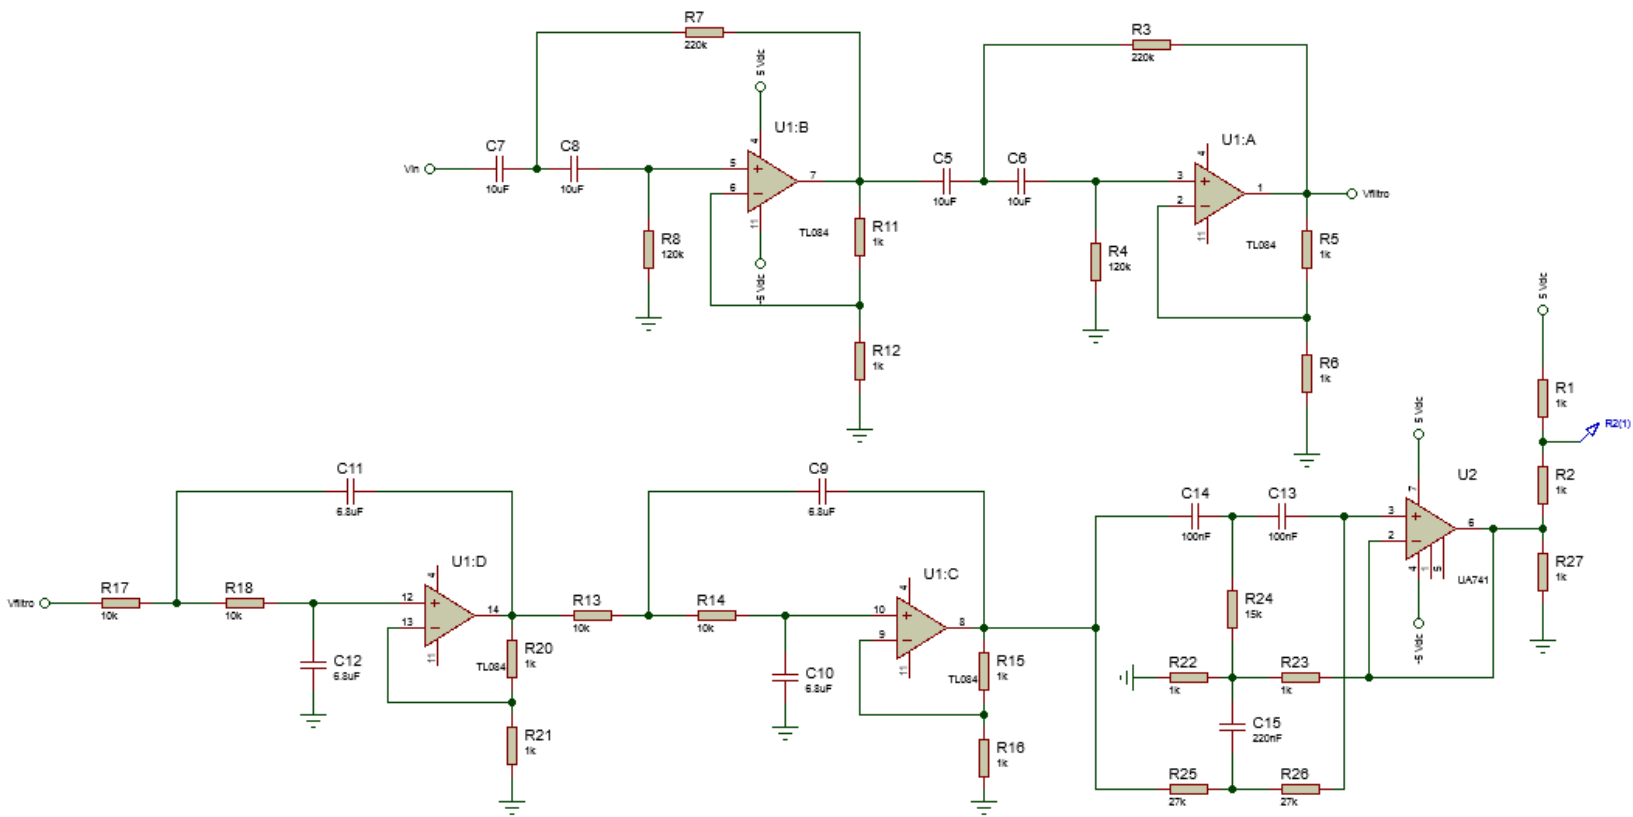 R7
220k
R3
220k
5 Vdc
U1:B
U1:A
C7
10uF
C8
10uF
C5
10uF
C6
10uF
Vin
4
5
6
7
11
TL084
-5 Vdc
4
3
2
1
11
TL084
Vfiltro
R8
120k
R11
1k
R12
1k
R4
120k
R5
1k
R6
1k
5 Vdc
R1
1k
R2(1)
R2
1k
R27
1k
C11
6.8uF
C9
6.8uF
C14
100nF
C13
100nF
5 Vdc
U2
7
3
2
6
4
1
5
UA741
-5 Vdc
Vfiltro
R17
10k
R18
10k
U1:D
4
12
13
14
11
TL084
C12
6.8uF
R20
1k
R21
1k
R13
10k
R14
10k
U1:C
4
10
9
8
11
TL084
C10
6.8uF
R15
1k
R16
1k
R24
15k
R22
1k
R23
1k
C15
220nF
R25
27k
R26
27k